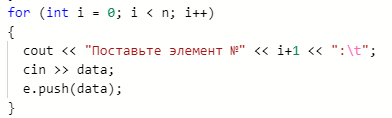 for (int i = 0; i < n; i++)
{
cout << "Поставьте элемент №" << i+1 << ":\t";
cin >> data;
e.push(data);
}